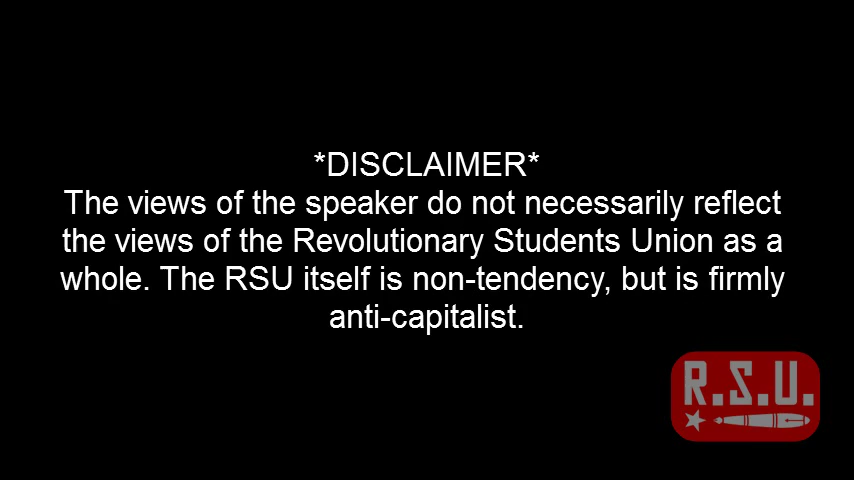 *DISCLAIMER*
The views of the speaker do not necessarily reflect
the views of the Revolutionary Students Union as a
whole. The RSU itself is non-tendency, but is firmly
anti-capitalist.
R.S.U.